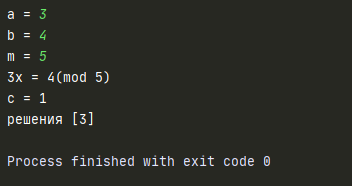 a = 3
b = 4
m = 5
3x = 4(mod 5)
c = 1
решения [3]
Process finished with exit code 0